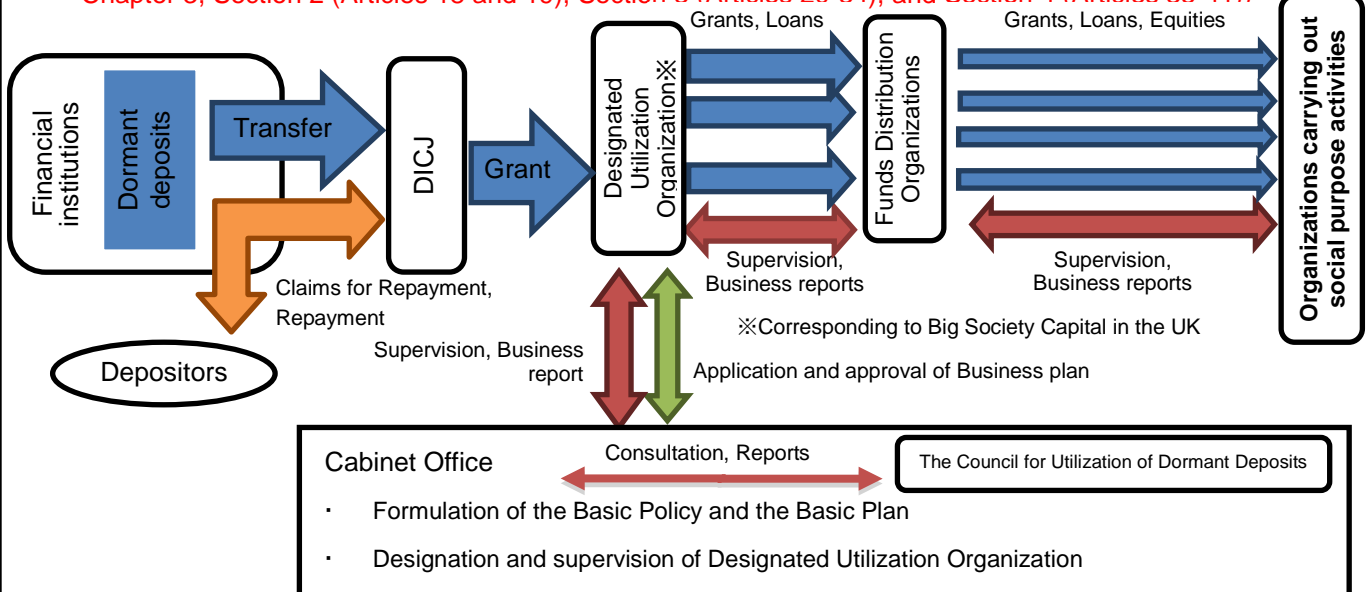 Grants, Loans
Grants, Loans, Equities
Financial
institutions
Dormant
deposits
Transfer
DICJ
Grant
Designated
Utilization
Organization※
Funds Distribution
Organizations
Organizations carrying out
social purpose activities
Claims for Repayment,
Repayment
Depositors
Supervision,
Business reports
Supervision,
Business reports
※Corresponding to Big Society Capital in the UK
Supervision, Business
report
Application and approval of Business plan
Cabinet Office
Consultation, Reports
The Council for Utilization of Dormant Deposits
· Formulation of the Basic Policy and the Basic Plan
· Designation and supervision of Designated Utilization Organization